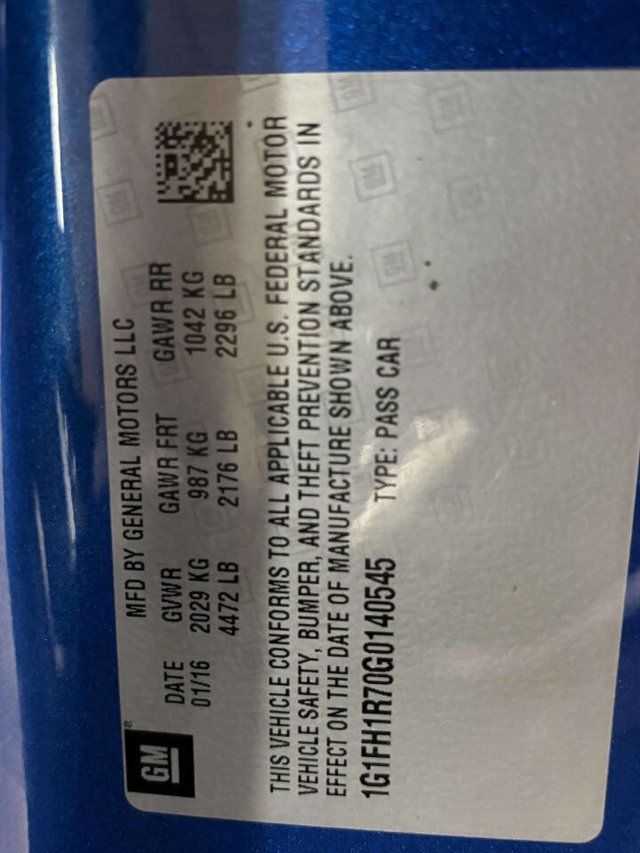 GM
MFD BY GENERAL MOTORS LLC
DATE GVWR GAWR FRT GAWR RR
01/16 2029 KG 987 KG 1042 KG
4472 LB 2176 LB 2296 LB
THIS VEHICLE CONFORMS TO ALL APPLICABLE U.S. FEDERAL MOTOR
VEHICLE SAFETY, BUMPER, AND THEFT PREVENTION STANDARDS IN
EFFECT ON THE DATE OF MANUFACTURE SHOWN ABOVE.
1G1FH1R70G0140545 TYPE: PASS CAR